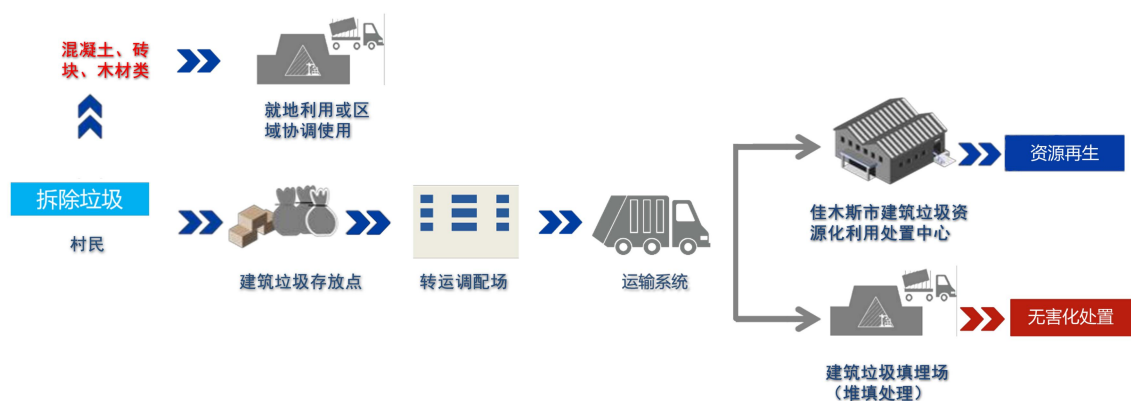 混凝土、砖
块、木材类
就地利用或区
域协调使用
拆除垃圾
村民
建筑垃圾存放点
转运调配场
运输系统
佳木斯市建筑垃圾资
源化利用处置中心
资源再生
建筑垃圾填埋场
（堆填处理）
无害化处置